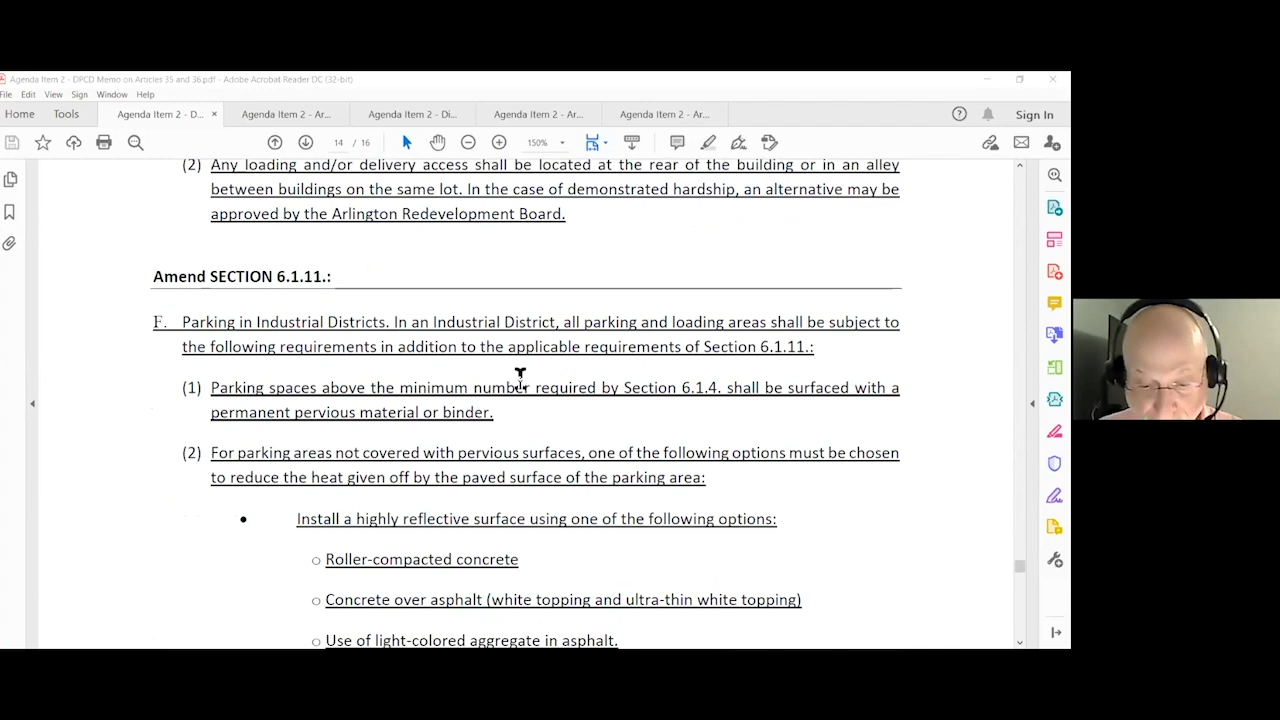 Agenda Item 2 - DPCD Memo on Articles 35 and 36.pdf - Adobe Acrobat Reader DC (32-bit)
File Edit View Sign Window Help
Home Tools Agenda Item 2 - D... × Agenda Item 2 - Ar... Agenda Item 2 - Di... Agenda Item 2 - Ar... Agenda Item 2 - Ar... Sign In
14 / 16 150%
(2) Any loading and/or delivery access shall be located at the rear of the building or in an alley
between buildings on the same lot. In the case of demonstrated hardship, an alternative may be
approved by the Arlington Redevelopment Board.
Amend SECTION 6.1.11.:
F. Parking in Industrial Districts. In an Industrial District, all parking and loading areas shall be subject to
the following requirements in addition to the applicable requirements of Section 6.1.11.:
(1) Parking spaces above the minimum number required by Section 6.1.4. shall be surfaced with a
permanent pervious material or binder.
(2) For parking areas not covered with pervious surfaces, one of the following options must be chosen
to reduce the heat given off by the paved surface of the parking area:
● Install a highly reflective surface using one of the following options:
○ Roller-compacted concrete
○ Concrete over asphalt (white topping and ultra-thin white topping)
○ Use of light-colored aggregate in asphalt.